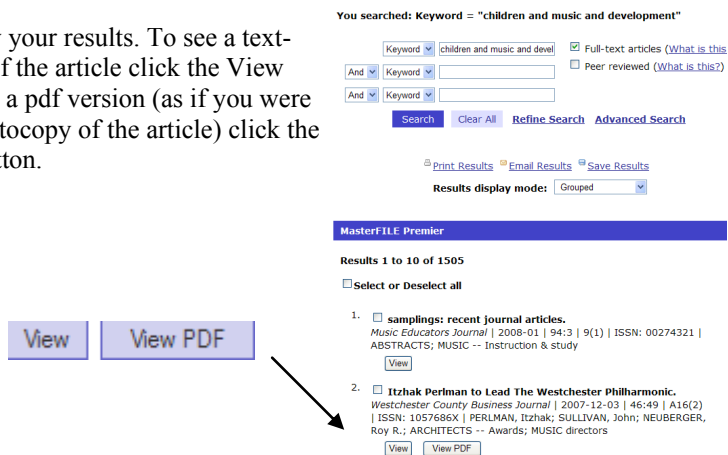 y your results. To see a text-
of the article click the View
a pdf version (as if you were
tocopy of the article) click the
tton.
View
View PDF
You searched: Keyword = "children and music and development"
Keyword children and music and devel Full-text articles (What is this
And Keyword Peer reviewed (What is this?)
And Keyword
Search Clear All Refine Search Advanced Search
Print Results Email Results Save Results
Results display mode: Grouped
MasterFILE Premier
Results 1 to 10 of 1505
Select or Deselect all
1. samplings: recent journal articles.
Music Educators Journal | 2008-01 | 94:3 | 9(1) | ISSN: 00274321 |
ABSTRACTS; MUSIC -- Instruction & study
View
2. Itzhak Perlman to Lead The Westchester Philharmonic.
Westchester County Business Journal | 2007-12-03 | 46:49 | A16(2)
| ISSN: 1057686X | PERLMAN, Itzhak; SULLIVAN, John; NEUBERGER,
Roy R.; ARCHITECTS -- Awards; MUSIC directors
View View PDF